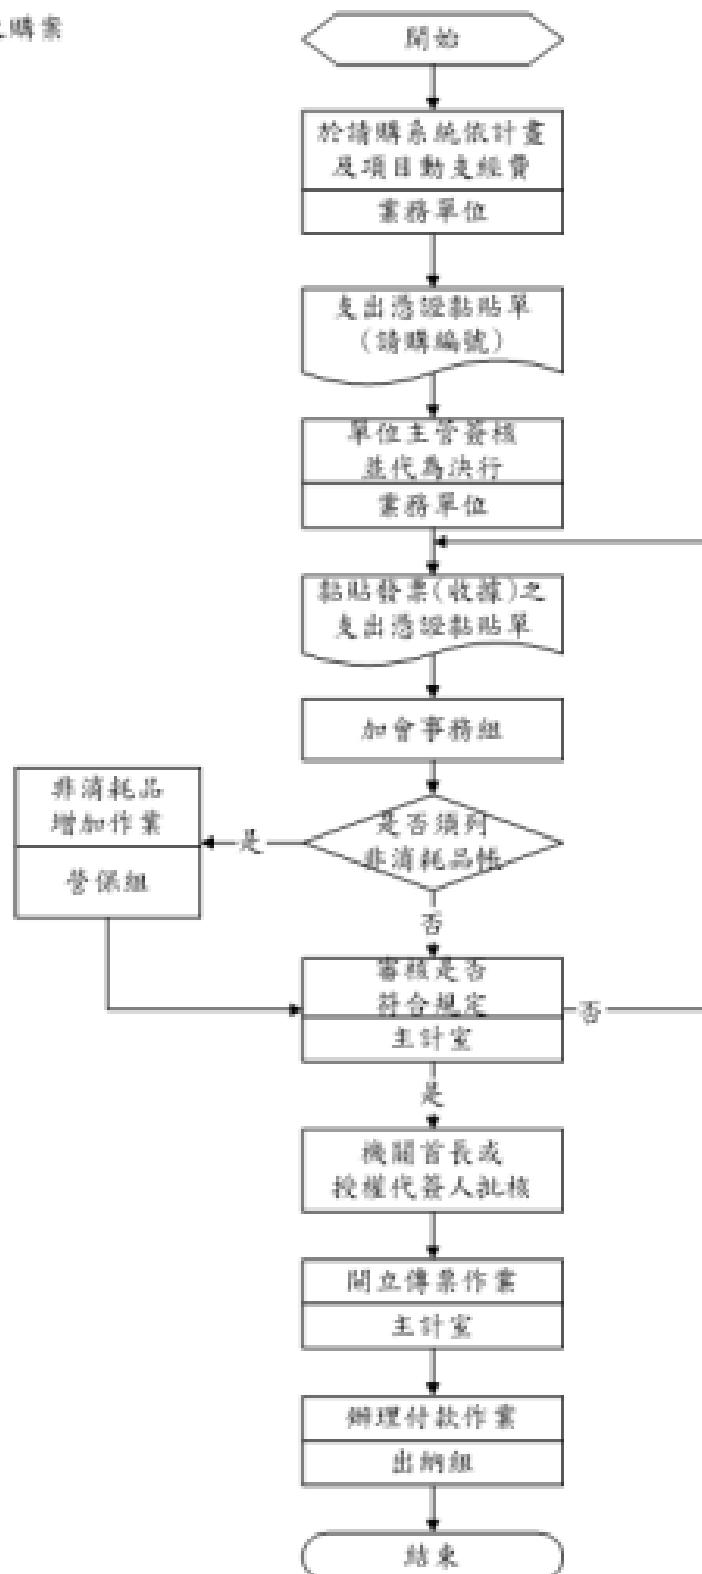 購案
開始
於請購系統依計畫
及項目動支經費
業務單位
支出憑證黏貼單
(請購編號)
單位主管簽核
並代為決行
業務單位
黏貼發票(收據)之
支出憑證黏貼單
加會事務組
非消耗品
增加作業
營保組
是
是否須列
非消耗品帳
否
審核是否
符合規定
主計室
否
是
機關首長或
授權代簽人批核
開立傳票作業
主計室
辦理付款作業
出納組
結束